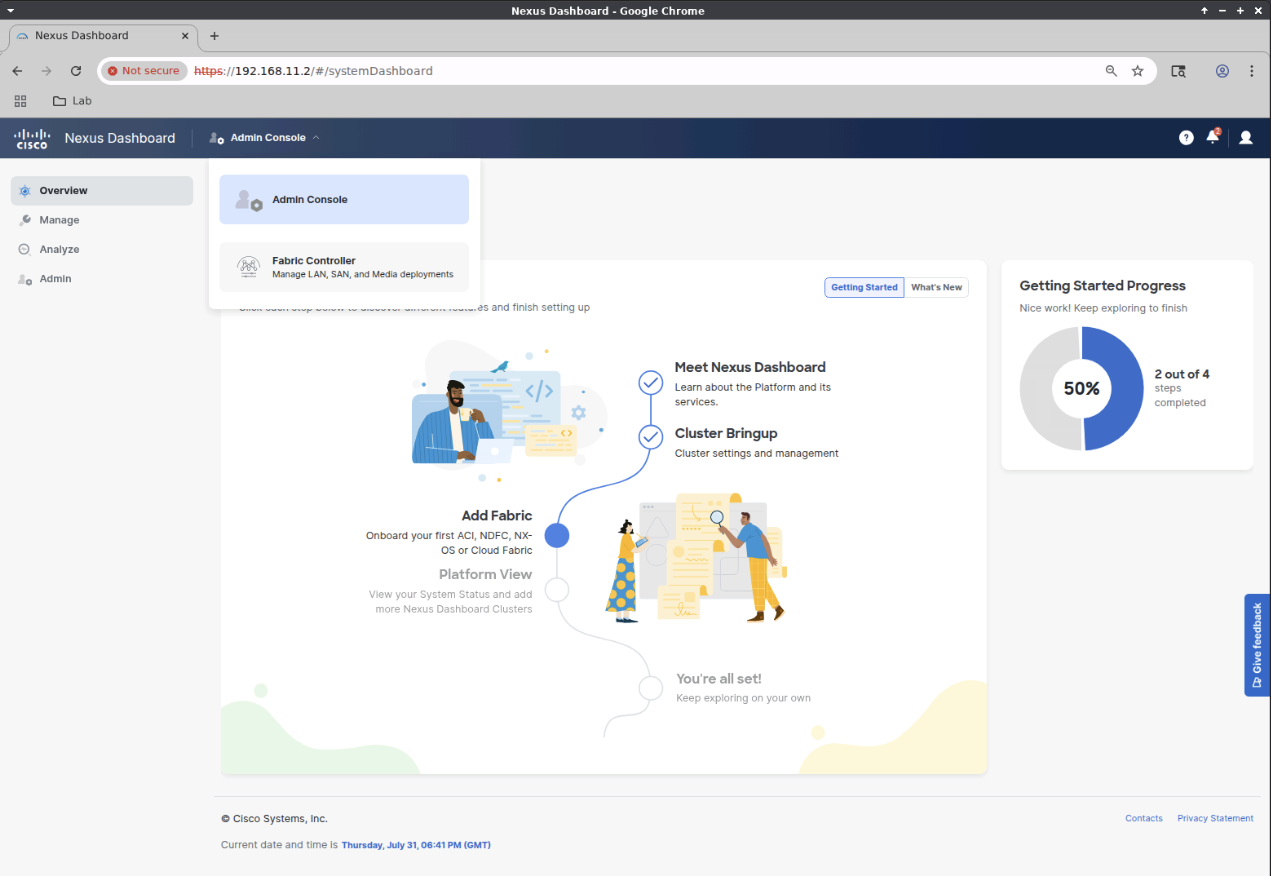 Nexus Dashboard - Google Chrome
Nexus Dashboard
Not secure
https://192.168.11.2/#/systemDashboard
Lab
CISCO
Nexus Dashboard
Admin Console
?
2
Overview
Manage
Analyze
Admin
Admin Console
Fabric Controller
Manage LAN, SAN, and Media deployments
Getting Started
What's New
Click each step below to discover different features and finish setting up
Meet Nexus Dashboard
Learn about the Platform and its
services.
Cluster Bringup
Cluster settings and management
Add Fabric
Onboard your first ACI, NDFC, NX-
OS or Cloud Fabric
Platform View
View your System Status and add
more Nexus Dashboard Clusters
You're all set!
Keep exploring on your own
Getting Started Progress
Nice work! Keep exploring to finish
50%
2 out of 4
steps
completed
Give feedback
© Cisco Systems, Inc.
Contacts
Privacy Statement
Current date and time is Thursday, July 31, 06:41 PM (GMT)